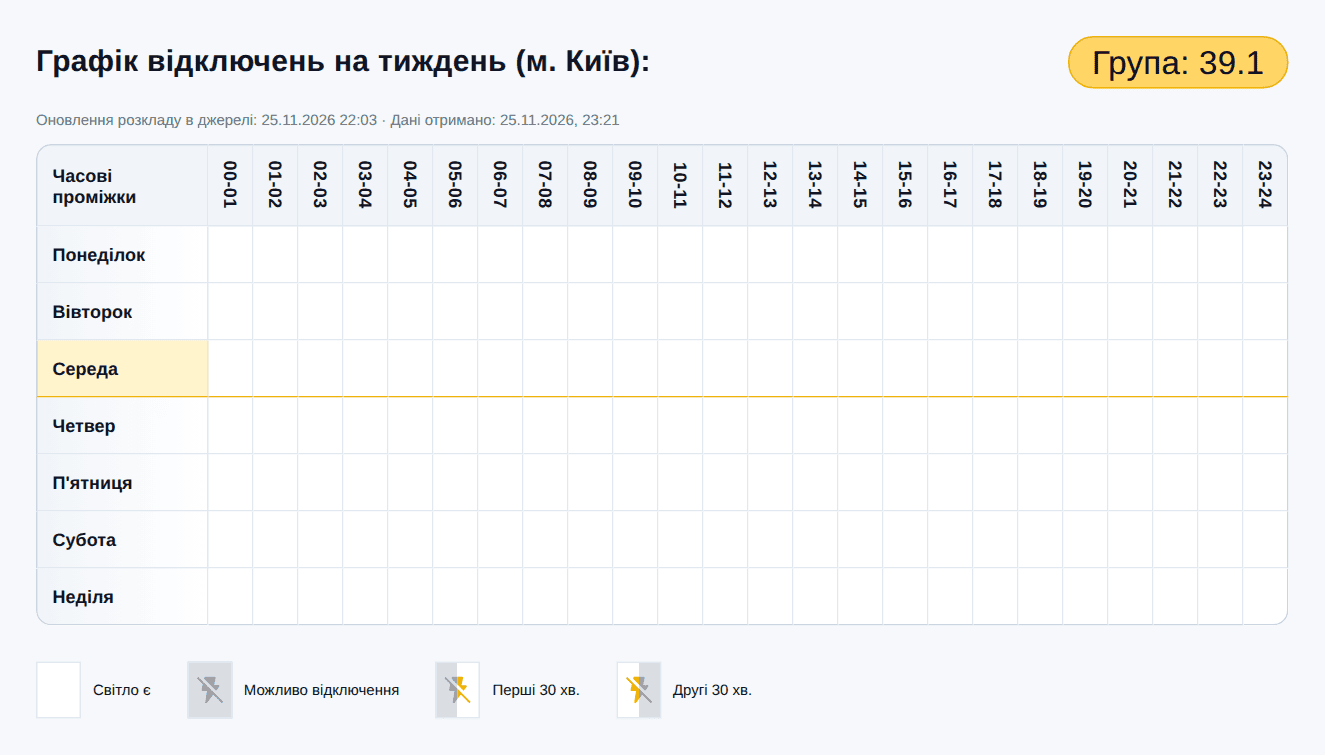 Графік відключень на тиждень (м. Київ):
Група: 39.1
Оновлення розкладу в джерелі: 25.11.2026 22:03 · Дані отримано: 25.11.2026, 23:21
Часові
проміжки
00-01
01-02
02-03
03-04
04-05
05-06
06-07
07-08
08-09
09-10
10-11
11-12
12-13
13-14
14-15
15-16
16-17
17-18
18-19
19-20
20-21
21-22
22-23
23-24
Понеділок
Вівторок
Середа
Четвер
П'ятниця
Субота
Неділя
Світло є
Можливо відключення
Перші 30 хв.
Другі 30 хв.